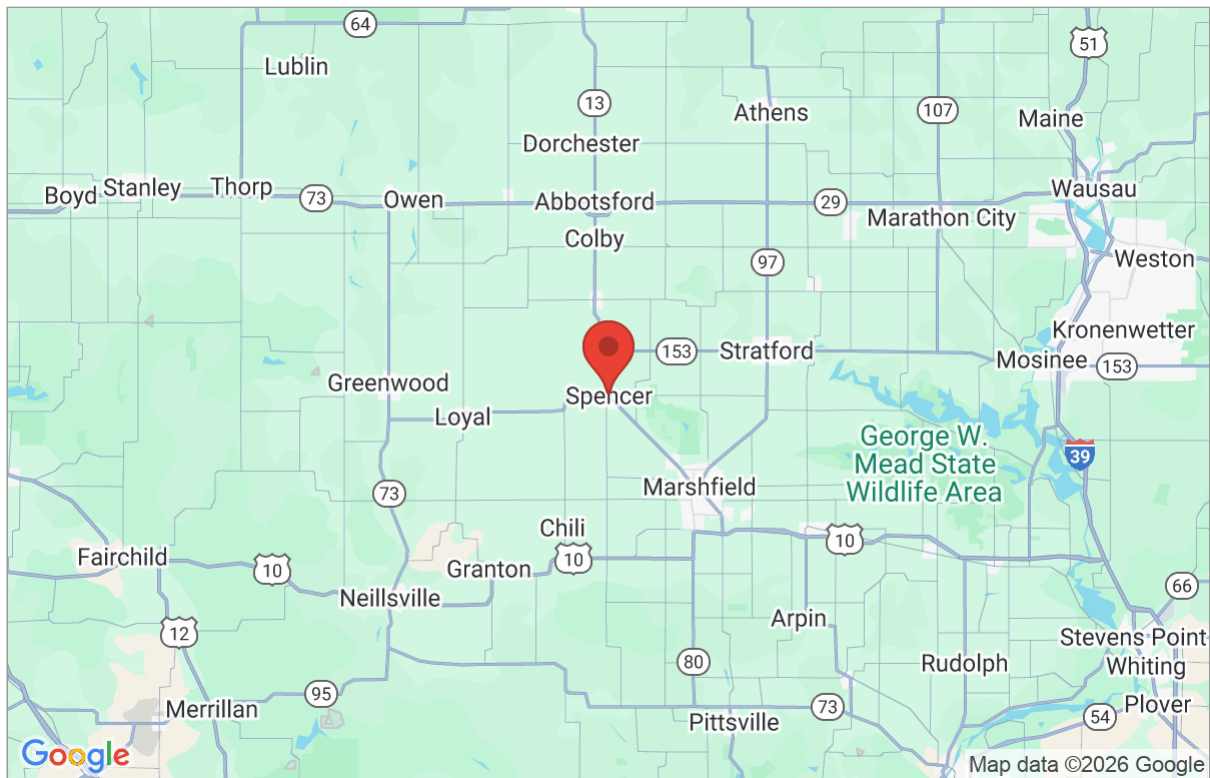 64
51
Lublin
13
Athens
107
Maine
Dorchester
Boyd
Stanley
Thorp
73
Owen
Abbotsford
29
Wausau
Marathon City
Colby
97
Weston
Kronenwetter
153
Stratford
Mosinee
153
Greenwood
Spencer
Loyal
George W.
Mead State
Wildlife Area
39
73
Marshfield
Chili
10
Fairchild
10
10
Granton
Neillsville
66
12
Arpin
Stevens Point
Whiting
80
Rudolph
95
Merrillan
Pittsville
73
54
Plover
Google
Map data ©2026 Google